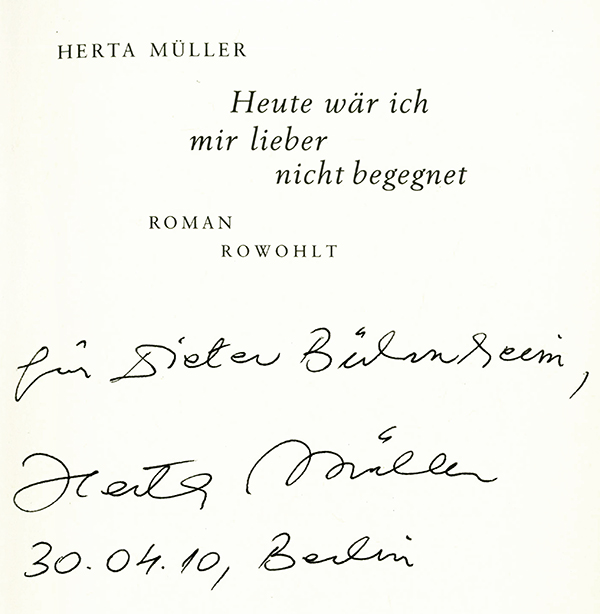 HERTA MÜLLER
Heute wär ich
mir lieber
nicht begegnet
ROMAN
ROWOHLT
für Dieter
Herta Müller
30.04.10, Berlin